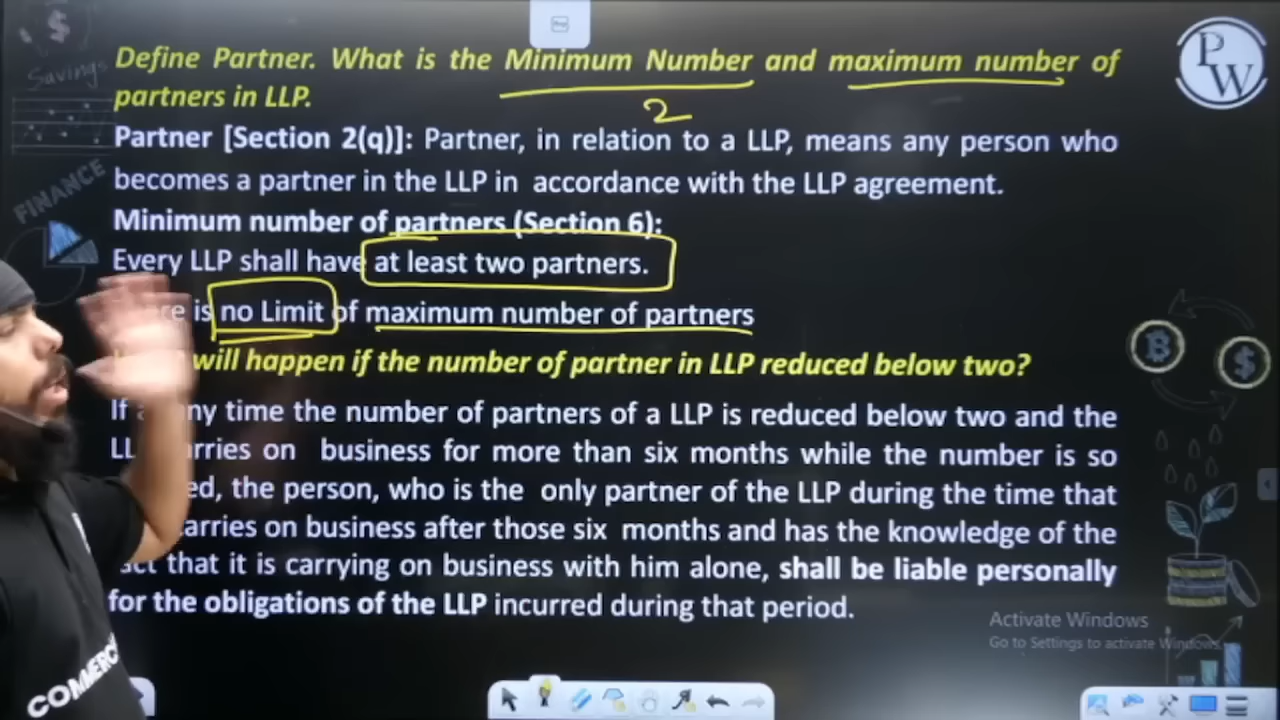 Savings
FINANCE
P
W
Define Partner. What is the Minimum Number and maximum number of
partners in LLP.
2
Partner [Section 2(q)]: Partner, in relation to a LLP, means any person who
becomes a partner in the LLP in accordance with the LLP agreement.
Minimum number of partners (Section 6):
Every LLP shall have at least two partners.
is no Limit of maximum number of partners
will happen if the number of partner in LLP reduced below two?
If any time the number of partners of a LLP is reduced below two and the
business for more than six months while the number is so
the person, who is the only partner of the LLP during the time that
carries on business after those six months and has the knowledge of the
that it is carrying on business with him alone, shall be liable personally
for the obligations of the LLP incurred during that period.
Activate Windows
Go to Settings to activate Windows.